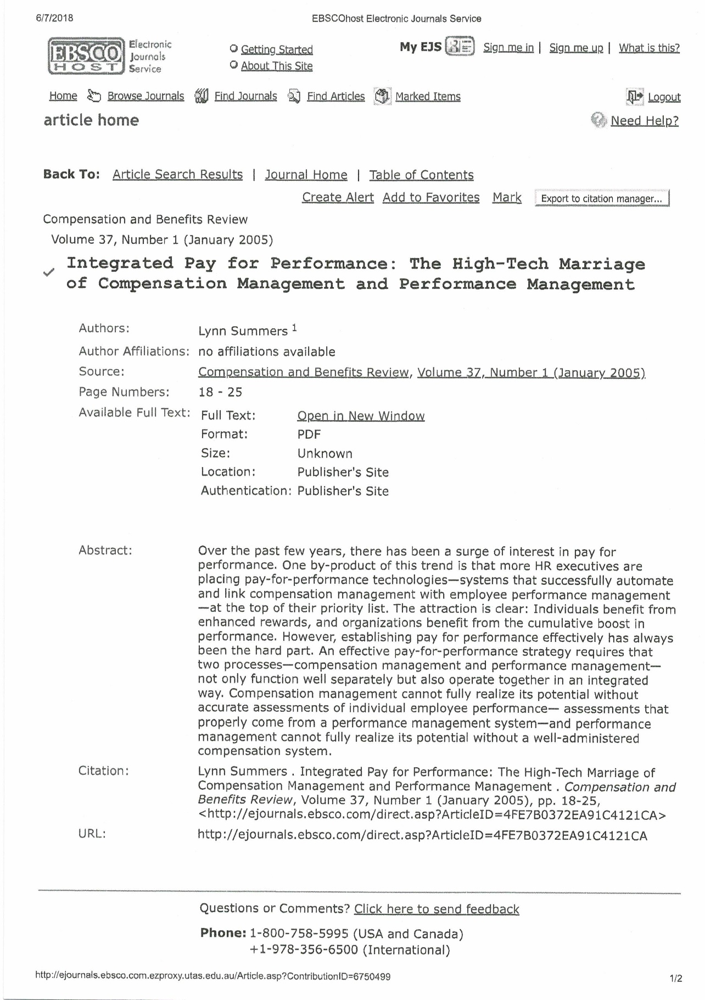 6/7/2018 EBSCOhost Electronic Journals Service
EBSCO HOST Electronic Journals Service
Getting Started
About This Site
My EJS Sign me in | Sign me up | What is this?
Home Browse Journals Find Journals Find Articles Marked Items Logout
article home Need Help?
Back To: Article Search Results | Journal Home | Table of Contents
Create Alert Add to Favorites Mark Export to citation manager...
Compensation and Benefits Review
Volume 37, Number 1 (January 2005)
Integrated Pay for Performance: The High-Tech Marriage
of Compensation Management and Performance Management
Authors: Lynn Summers 1
Author Affiliations: no affiliations available
Source: Compensation and Benefits Review, Volume 37, Number 1 (January 2005)
Page Numbers: 18 - 25
Available Full Text: Full Text: Open in New Window
Format: PDF
Size: Unknown
Location: Publisher's Site
Authentication: Publisher's Site
Abstract: Over the past few years, there has been a surge of interest in pay for
performance. One by-product of this trend is that more HR executives are
placing pay-for-performance technologies—systems that successfully automate
and link compensation management with employee performance management
—at the top of their priority list. The attraction is clear: Individuals benefit from
enhanced rewards, and organizations benefit from the cumulative boost in
performance. However, establishing pay for performance effectively has always
been the hard part. An effective pay-for-performance strategy requires that
two processes—compensation management and performance management—
not only function well separately but also operate together in an integrated
way. Compensation management cannot fully realize its potential without
accurate assessments of individual employee performance— assessments that
properly come from a performance management system—and performance
management cannot fully realize its potential without a well-administered
compensation system.
Citation: Lynn Summers . Integrated Pay for Performance: The High-Tech Marriage of
Compensation Management and Performance Management . Compensation and
Benefits Review, Volume 37, Number 1 (January 2005), pp. 18-25,
<http://ejournals.ebsco.com/direct.asp?ArticleID=4FE7B0372EA91C4121CA>
URL: http://ejournals.ebsco.com/direct.asp?ArticleID=4FE7B0372EA91C4121CA
Questions or Comments? Click here to send feedback
Phone: 1-800-758-5995 (USA and Canada)
+1-978-356-6500 (International)
http://ejournals.ebsco.com.ezproxy.utas.edu.au/Article.asp?ContributionID=6750499 1/2